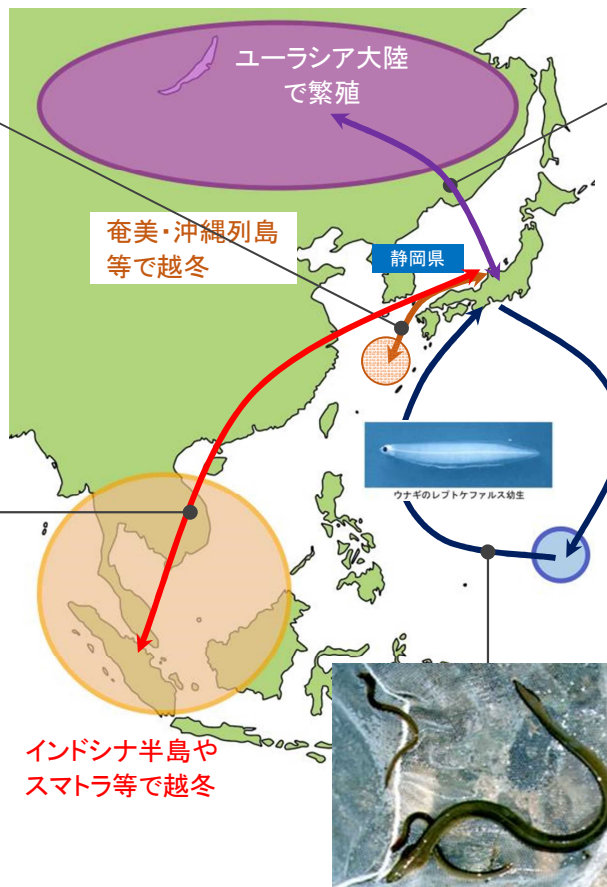 ユーラシア大陸
で繁殖
奄美・沖縄列島
等で越冬
静岡県
ウナギのレプトケファルス幼生
インドシナ半島や
スマトラ等で越冬